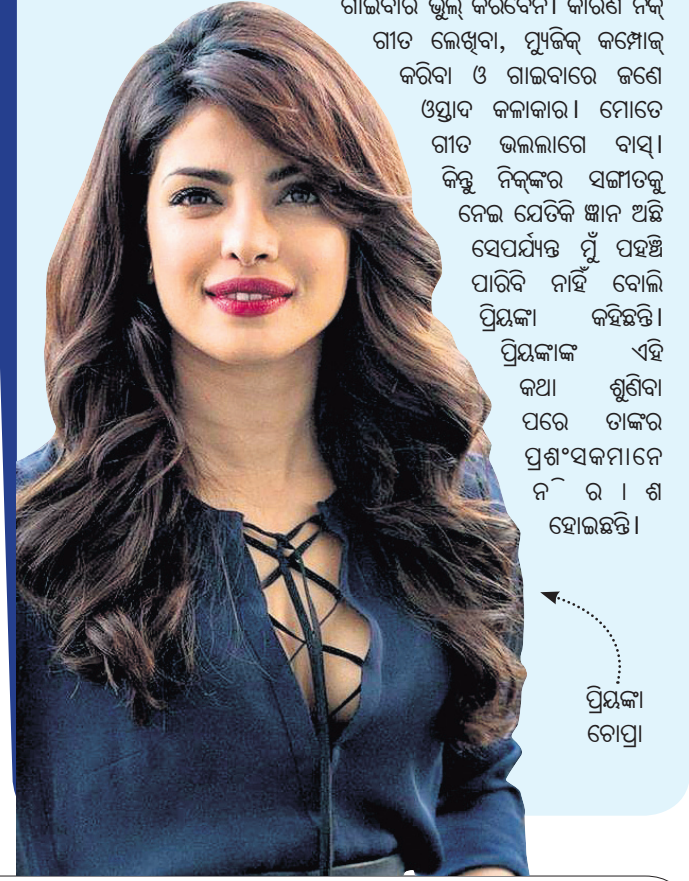 ଗାଇବାର ଭୁଲ୍ କରିବେନି। କାରଣ ନିକ୍
ଗୀତ ଲେଖିବା, ମ୍ୟୁଜିକ୍ କମ୍ପୋଜ୍
କରିବା ଓ ଗାଇବାରେ ଜଣେ
ଓସ୍ତାଦ କଳାକାର। ମୋତେ
ଗୀତ ଭଲଲାଗେ ବାସ୍।
କିନ୍ତୁ ନିକ୍‌ଙ୍କର ସଙ୍ଗୀତକୁ
ନେଇ ଯେତିକି ଜ୍ଞାନ ଅଛି
ସେପର୍ଯ୍ୟନ୍ତ ମୁଁ ପହଞ୍ଚି
ପାରିବି ନାହିଁ ବୋଲି
ପ୍ରିୟଙ୍କା କହିଛନ୍ତି।
ପ୍ରିୟଙ୍କାଙ୍କ ଏହି
କଥା ଶୁଣିବା
ପରେ ତାଙ୍କର
ପ୍ରଶଂସକମାନେ
ନିରାଶ
ହୋଇଛନ୍ତି।
ପ୍ରିୟଙ୍କା
ଚୋପ୍ରା